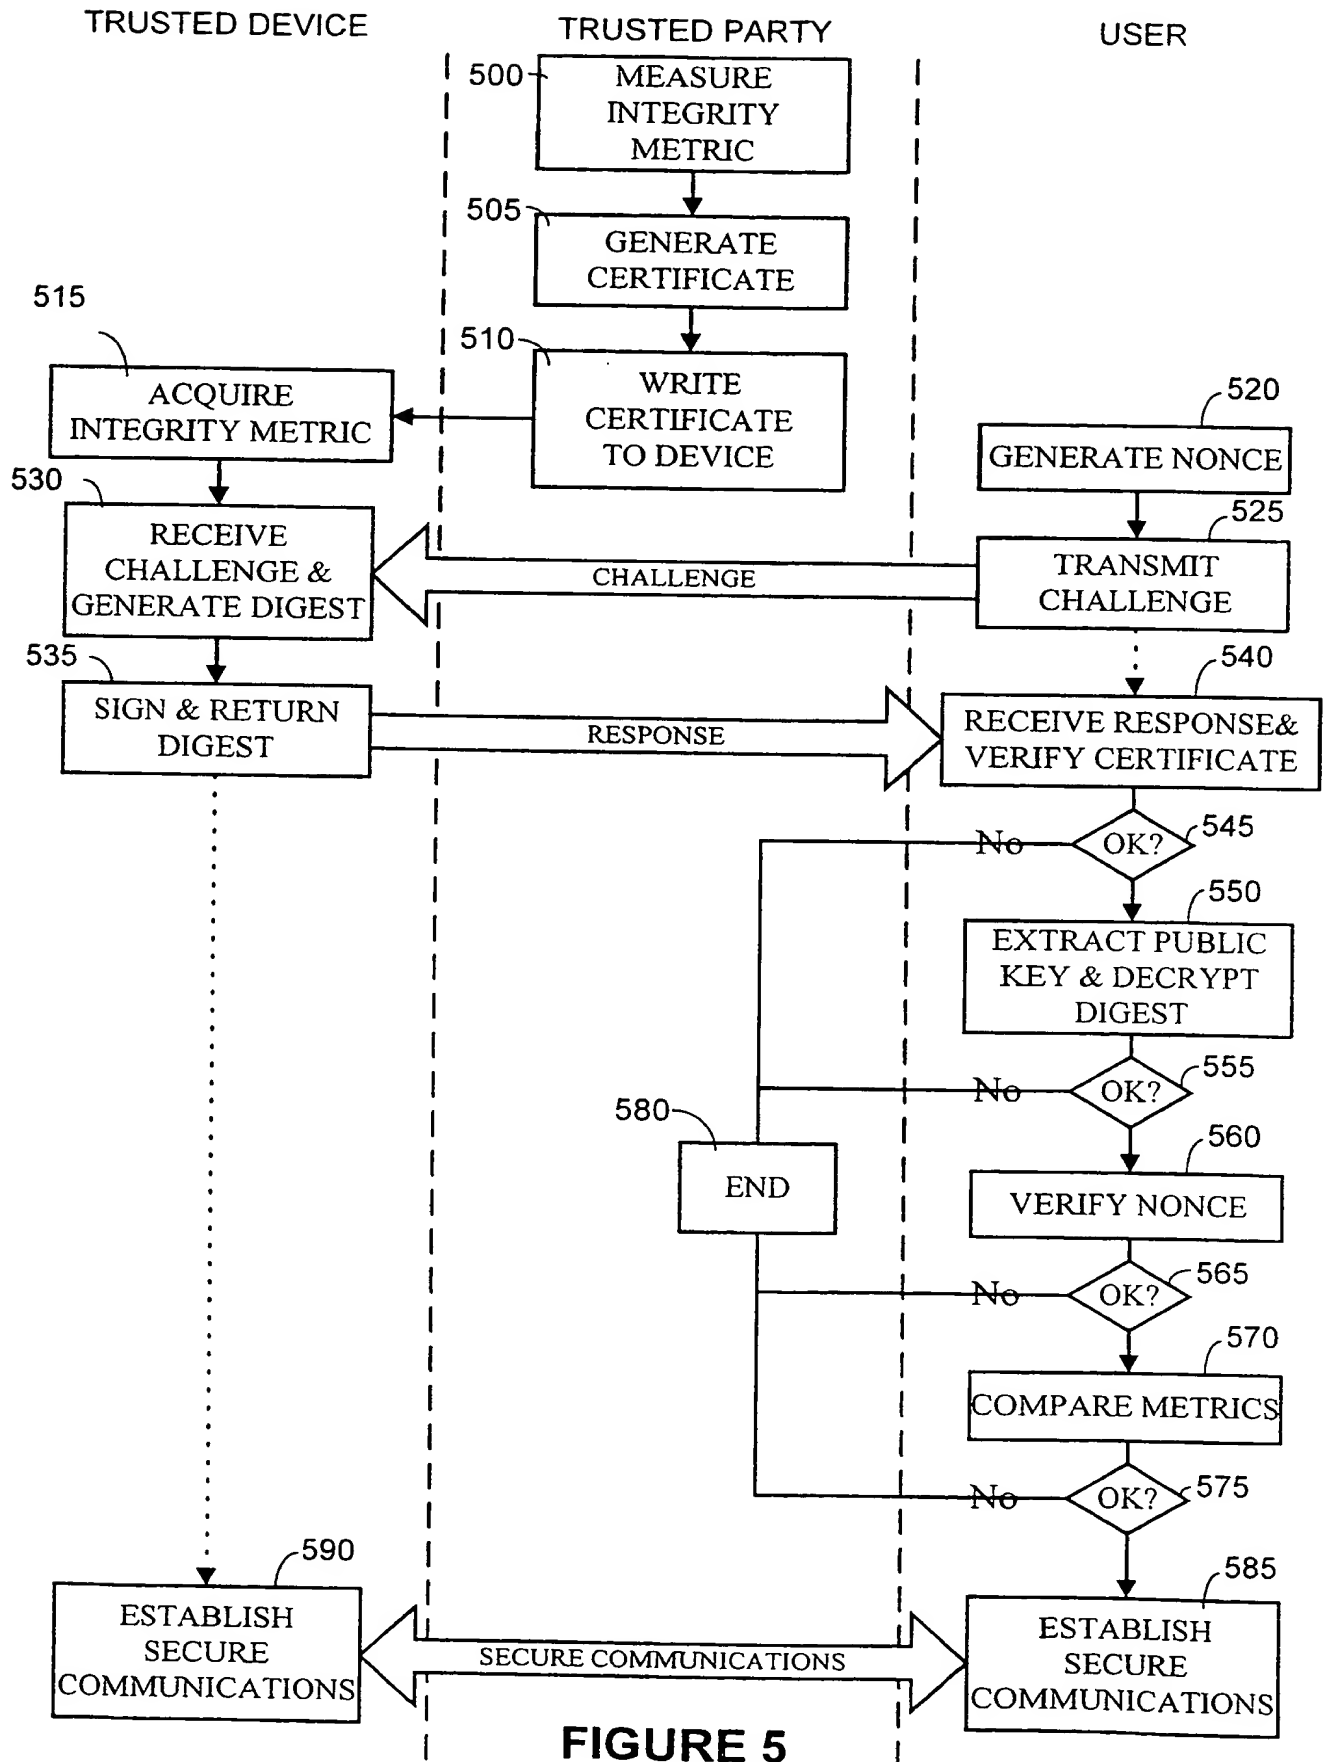 TRUSTED DEVICE
TRUSTED PARTY
USER
500
MEASURE
INTEGRITY
METRIC
505
GENERATE
CERTIFICATE
510
WRITE
CERTIFICATE
TO DEVICE
515
ACQUIRE
INTEGRITY METRIC
520
GENERATE NONCE
525
TRANSMIT
CHALLENGE
CHALLENGE
530
RECEIVE
CHALLENGE &
GENERATE DIGEST
535
SIGN & RETURN
DIGEST
RESPONSE
540
RECEIVE RESPONSE&
VERIFY CERTIFICATE
545
OK?
No
550
EXTRACT PUBLIC
KEY & DECRYPT
DIGEST
555
OK?
No
580
END
560
VERIFY NONCE
565
OK?
No
570
COMPARE METRICS
575
OK?
No
590
ESTABLISH
SECURE
COMMUNICATIONS
SECURE COMMUNICATIONS
585
ESTABLISH
SECURE
COMMUNICATIONS
FIGURE 5